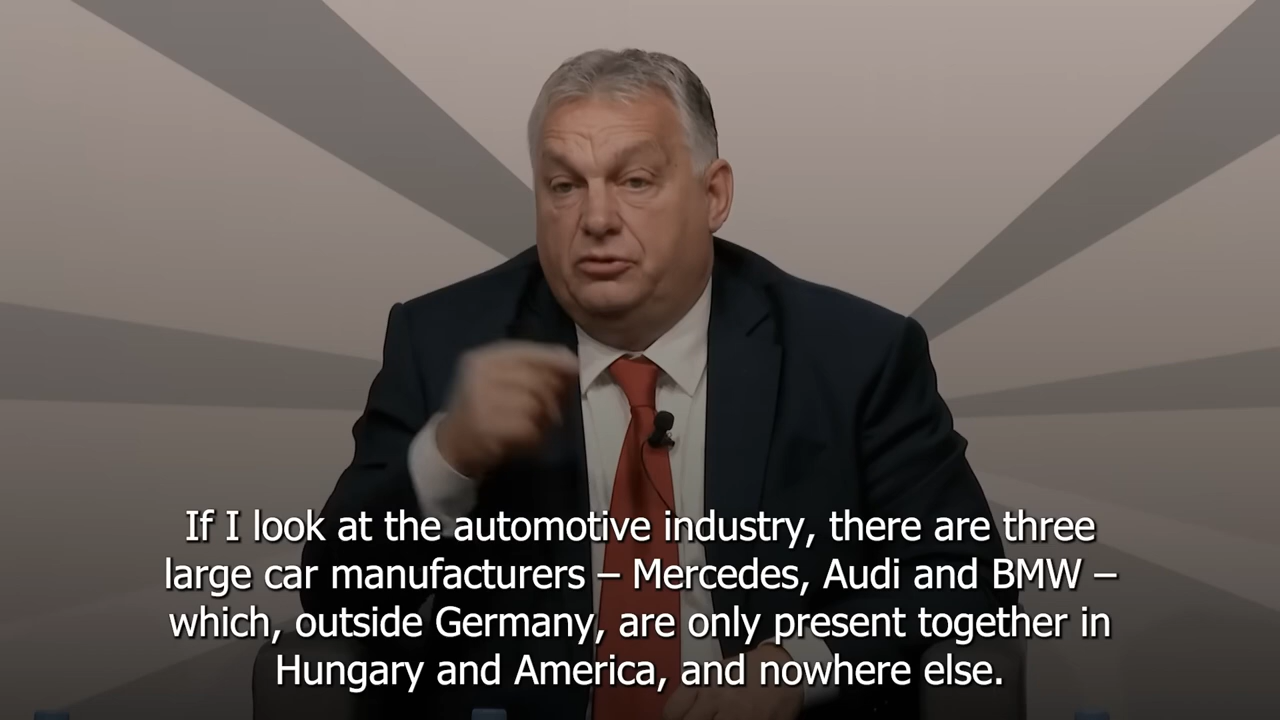 If I look at the automotive industry, there are three
large car manufacturers – Mercedes, Audi and BMW –
which, outside Germany, are only present together in
Hungary and America, and nowhere else.